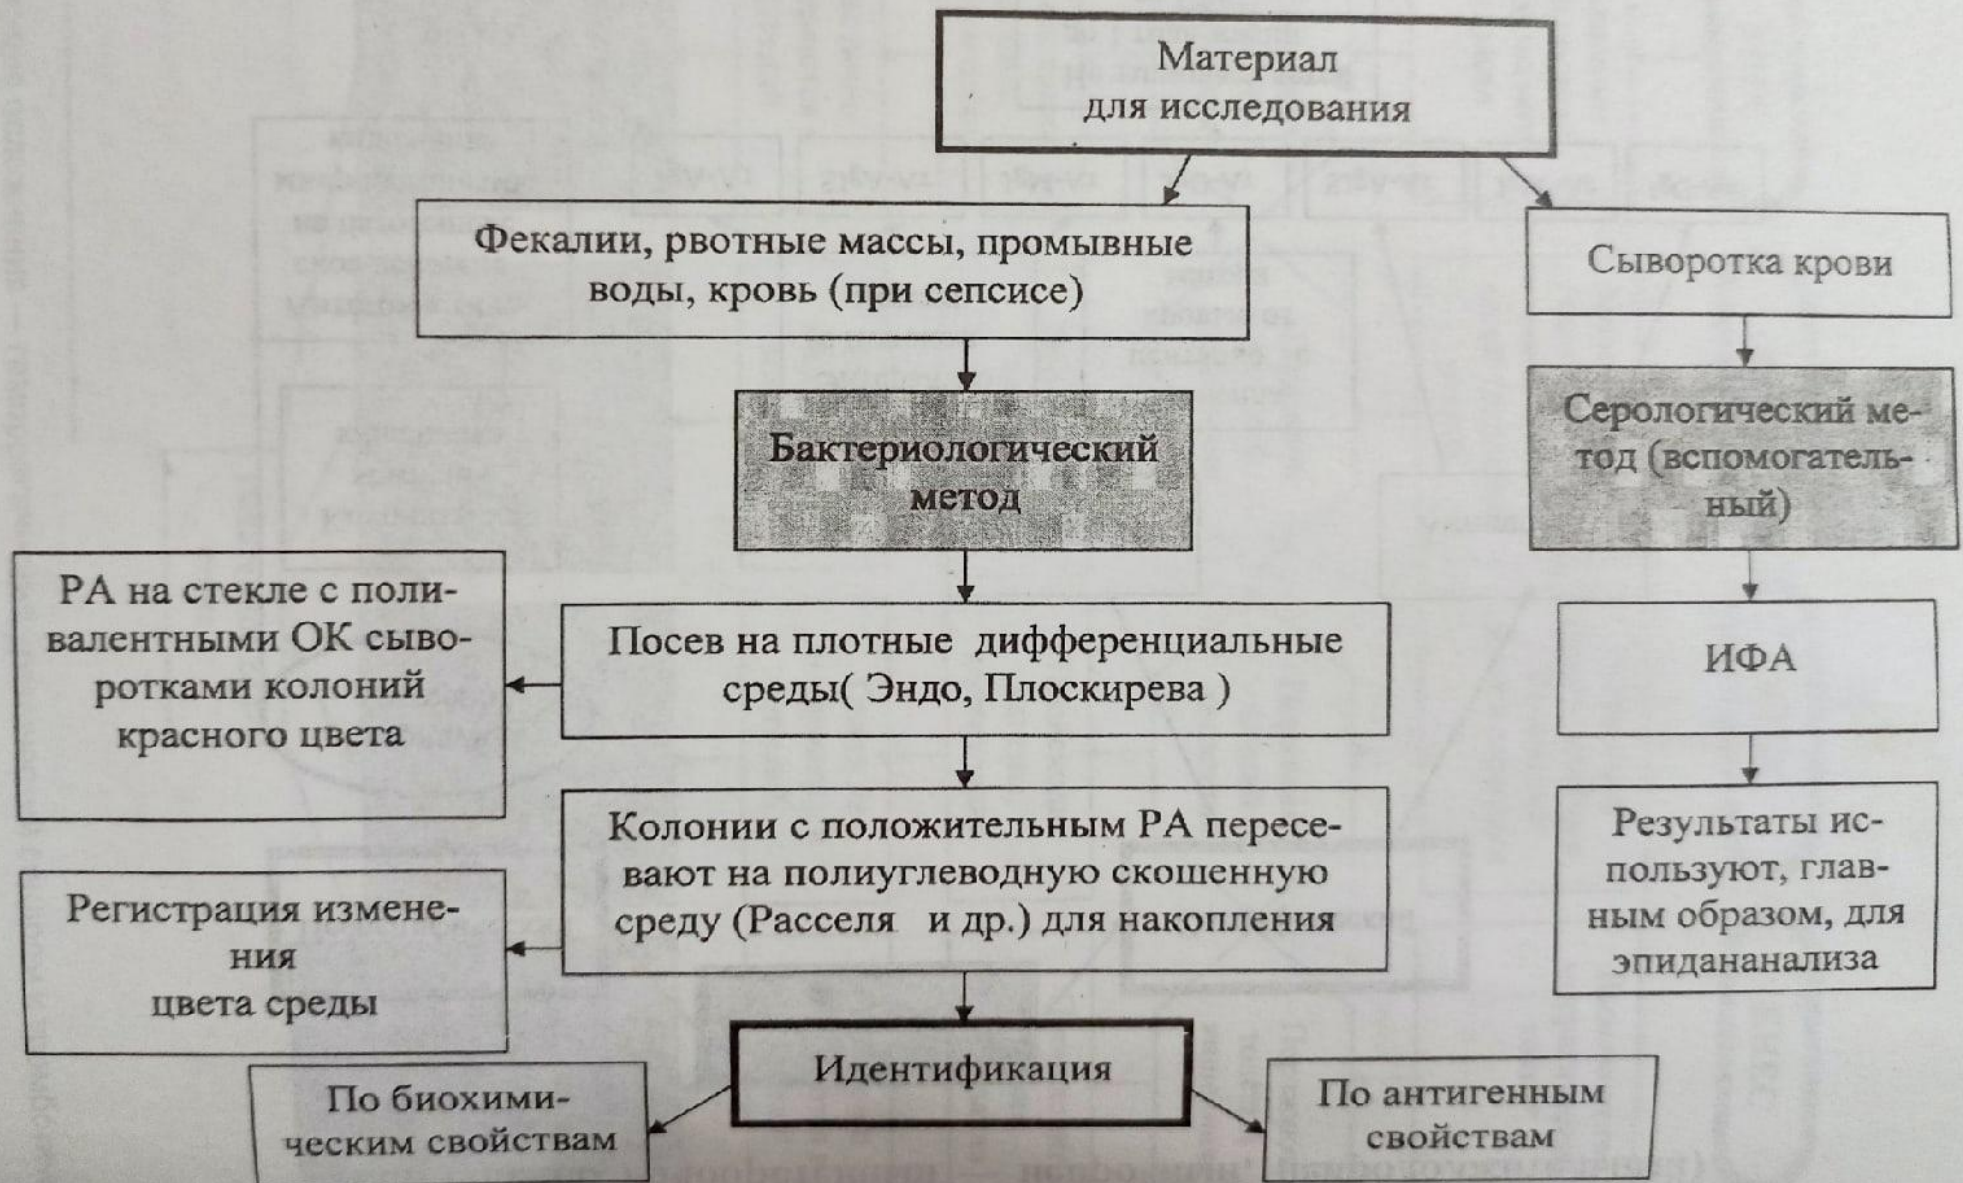 Материал
для исследования
Фекалии, рвотные массы, промывные
воды, кровь (при сепсисе)
Сыворотка крови
Бактериологический
метод
Серологический ме-
тод (вспомогатель-
ный)
РА на стекле с поли-
валентными ОК сыво-
ротками колоний
красного цвета
Посев на плотные дифференциальные
среды( Эндо, Плоскирева )
ИФА
Колонии с положительным РА пересе-
вают на полиуглеводную скошенную
среду (Расселя и др.) для накопления
Результаты ис-
пользуют, глав-
ным образом, для
эпидананализа
Регистрация измене-
ния
цвета среды
Идентификация
По биохими-
ческим свойствам
По антигенным
свойствам